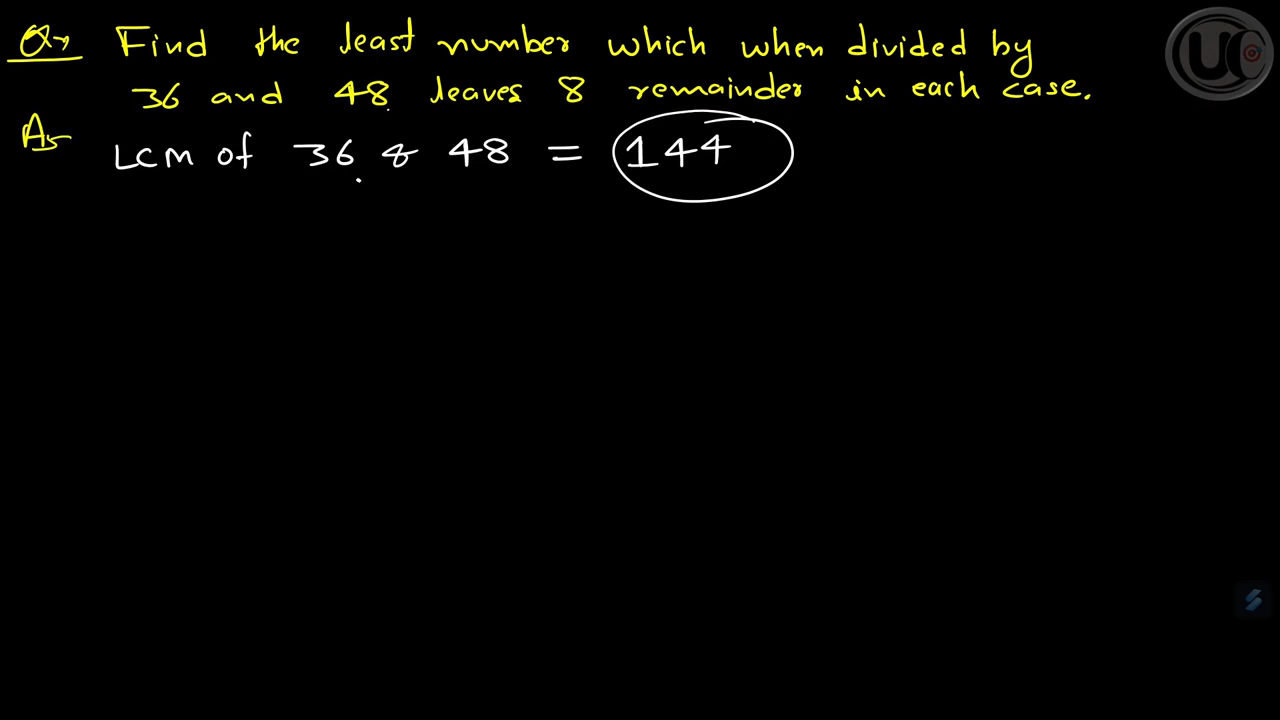 Q→ Find the least number which when divided by
36 and 48 leaves 8 remainder in each case.
As LCM of 36 & 48 = 144
UC